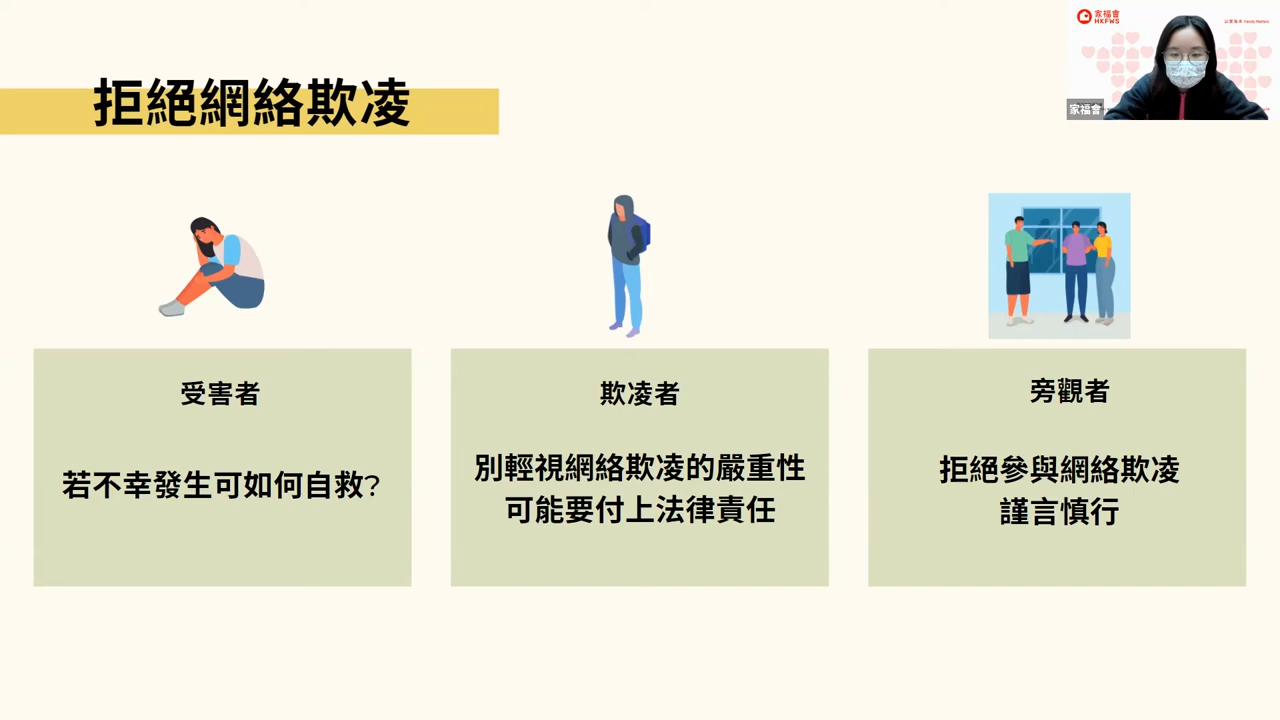 拒絕網絡欺凌
家福會
HKFWS
家福會
受害者
若不幸發生可如何自救?
欺凌者
別輕視網絡欺凌的嚴重性
可能要付上法律責任
旁觀者
拒絕參與網絡欺凌
謹言慎行